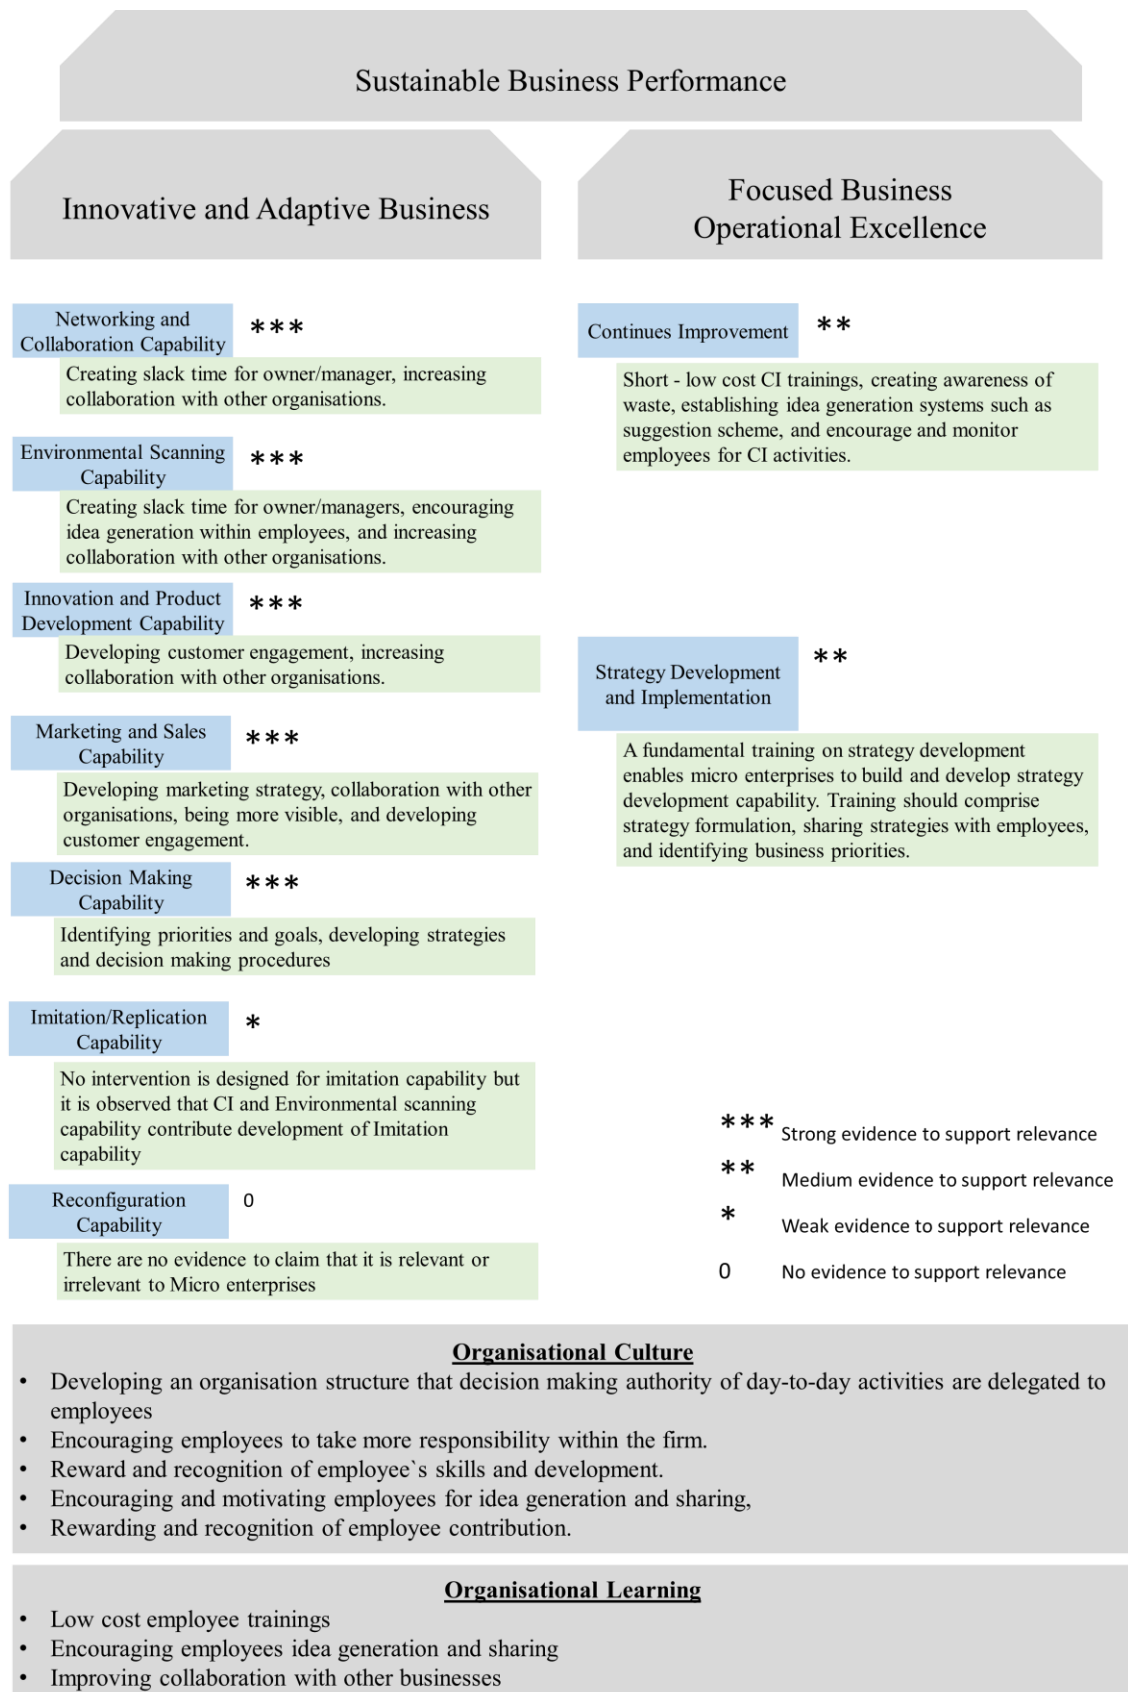 Sustainable Business Performance
Innovative and Adaptive Business
Focused Business
Operational Excellence
Networking and
Collaboration Capability
***
Creating slack time for owner/manager, increasing
collaboration with other organisations.
Environmental Scanning
Capability
***
Creating slack time for owner/managers, encouraging
idea generation within employees, and increasing
collaboration with other organisations.
Innovation and Product
Development Capability
***
Developing customer engagement, increasing
collaboration with other organisations.
Marketing and Sales
Capability
***
Developing marketing strategy, collaboration with other
organisations, being more visible, and developing
customer engagement.
Decision Making
Capability
***
Identifying priorities and goals, developing strategies
and decision making procedures
Imitation/Replication
Capability
*
No intervention is designed for imitation capability but
it is observed that CI and Environmental scanning
capability contribute development of Imitation
capability
Reconfiguration
Capability
0
There are no evidence to claim that it is relevant or
irrelevant to Micro enterprises
Continues Improvement
**
Short - low cost CI trainings, creating awareness of
waste, establishing idea generation systems such as
suggestion scheme, and encourage and monitor
employees for CI activities.
Strategy Development
and Implementation
**
A fundamental training on strategy development
enables micro enterprises to build and develop strategy
development capability. Training should comprise
strategy formulation, sharing strategies with employees,
and identifying business priorities.
*** Strong evidence to support relevance
** Medium evidence to support relevance
* Weak evidence to support relevance
0 No evidence to support relevance
Organisational Culture
• Developing an organisation structure that decision making authority of day-to-day activities are delegated to
employees
• Encouraging employees to take more responsibility within the firm.
• Reward and recognition of employee`s skills and development.
• Encouraging and motivating employees for idea generation and sharing,
• Rewarding and recognition of employee contribution.
Organisational Learning
• Low cost employee trainings
• Encouraging employees idea generation and sharing
• Improving collaboration with other businesses